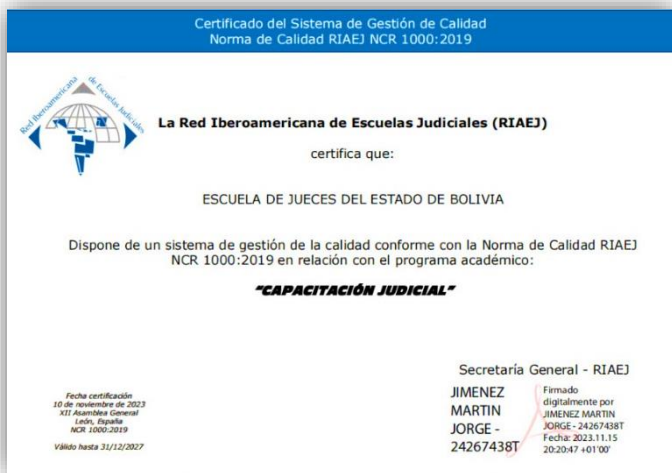 Certificado del Sistema de Gestión de Calidad
Norma de Calidad RIAEJ NCR 1000:2019
Red Iberoamericana de Escuelas Judiciales
La Red Iberoamericana de Escuelas Judiciales (RIAEJ)
certifica que:
ESCUELA DE JUECES DEL ESTADO DE BOLIVIA
Dispone de un sistema de gestión de la calidad conforme con la Norma de Calidad RIAEJ
NCR 1000:2019 en relación con el programa académico:
"CAPACITACIÓN JUDICIAL"
Secretaría General - RIAEJ
JIMENEZ
MARTIN
JORGE -
24267438T
Firmado
digitalmente por
JIMENEZ MARTIN
JORGE - 24267438T
Fecha: 2023.11.15
20:20:47 +01'00'
Fecha certificación
10 de noviembre de 2023
XII Asamblea General
León, España
NCR 1000:2019
Válido hasta 31/12/2027